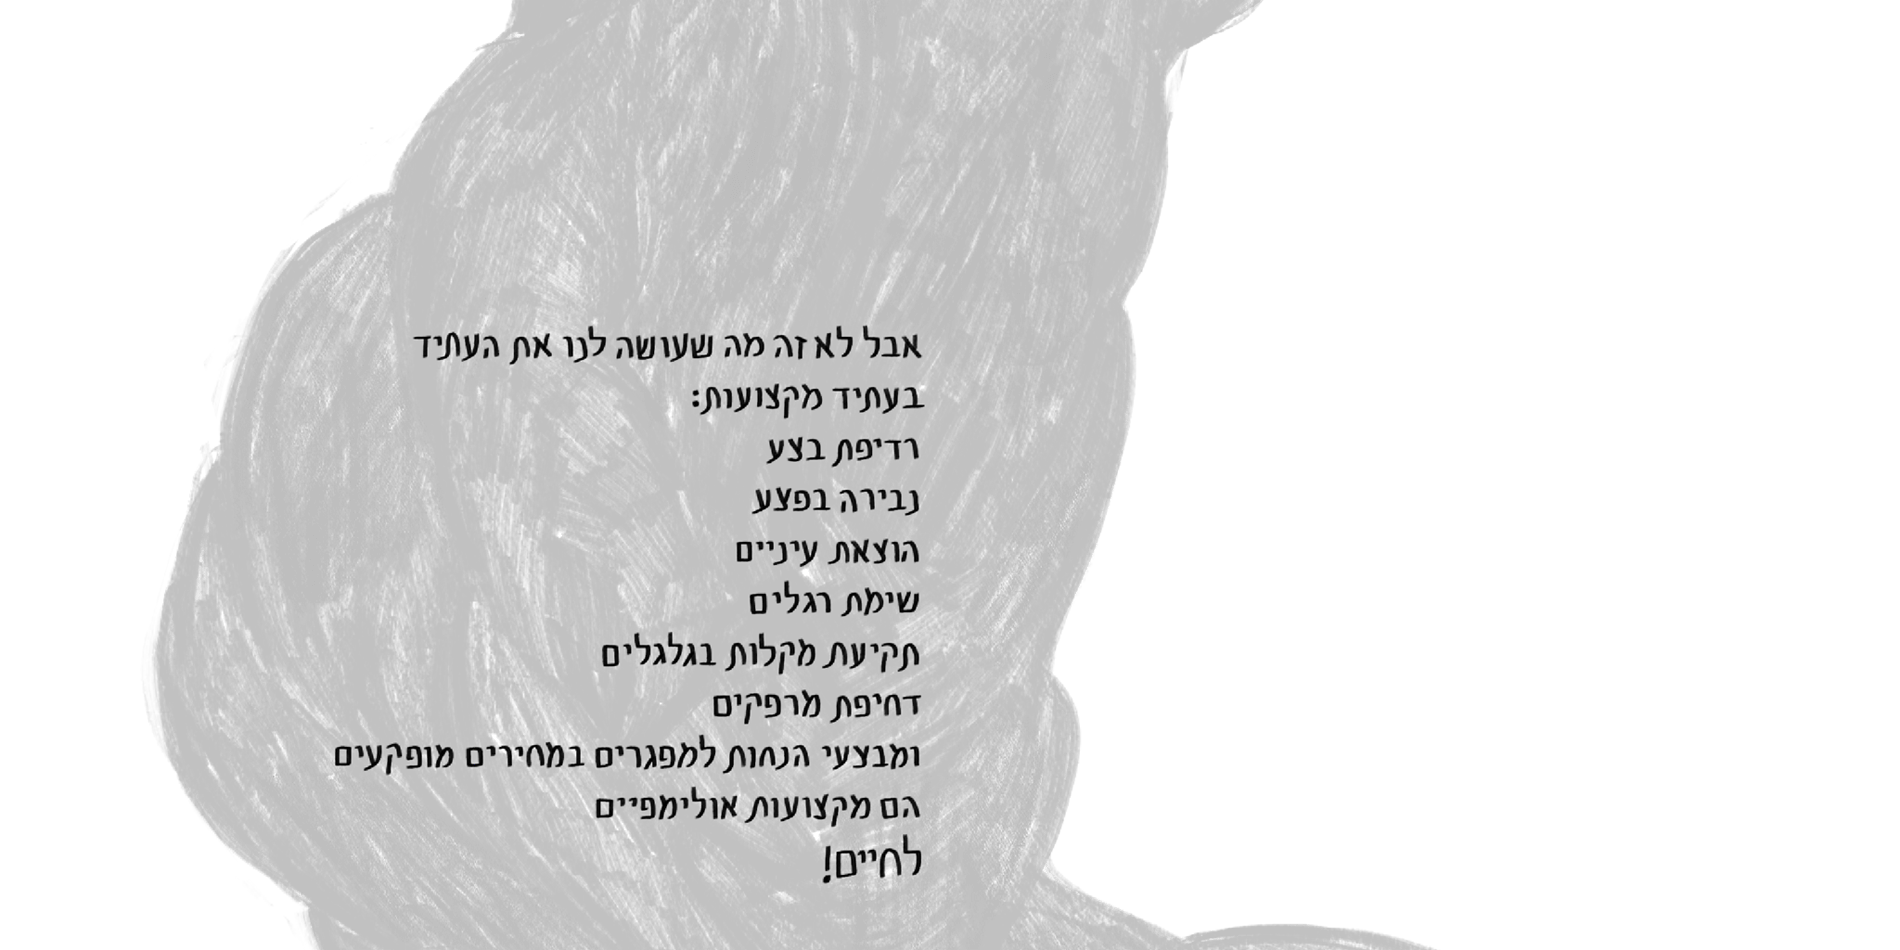 אבל לא זה מה שעושה לנו את העתיד
בעתיד מקצועות:
רדיפת בצע
נבירה בפצע
הוצאת עיניים
שימת רגלים
תקיעת מקלות בגלגלים
דחיפת מרפקים
ומבצעי הנחות למפגרים במחירים מופקעים
הם מקצועות אולימפיים
לחיים!